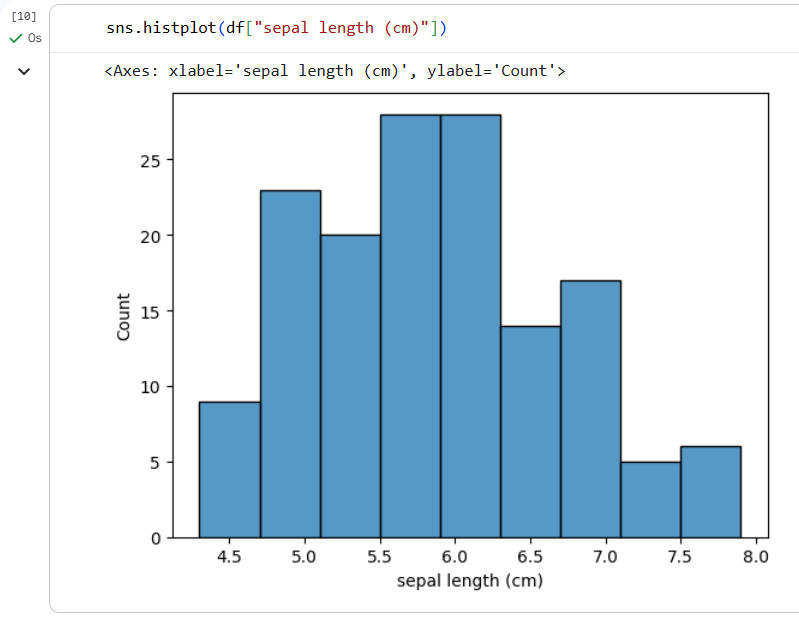 [10]
0s
sns.histplot(df["sepal length (cm)"])
<Axes: xlabel='sepal length (cm)', ylabel='Count'>
25
20
15
10
5
0
Count
4.5 5.0 5.5 6.0 6.5 7.0 7.5 8.0
sepal length (cm)